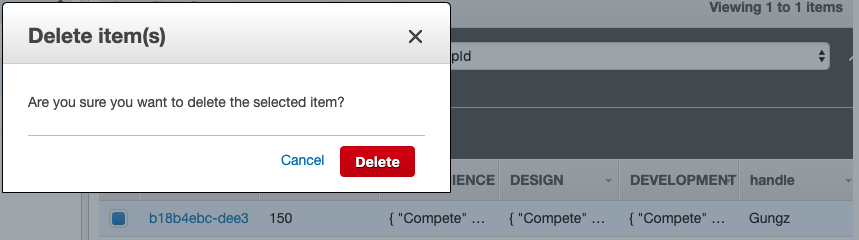 Viewing 1 to 1 items
Delete item(s)
pId
Are you sure you want to delete the selected item?
Cancel Delete
IENCE DESIGN DEVELOPMENT handle
b18b4ebc-dee3 150 { "Compete" ... { "Compete" ... { "Compete" ... Gungz